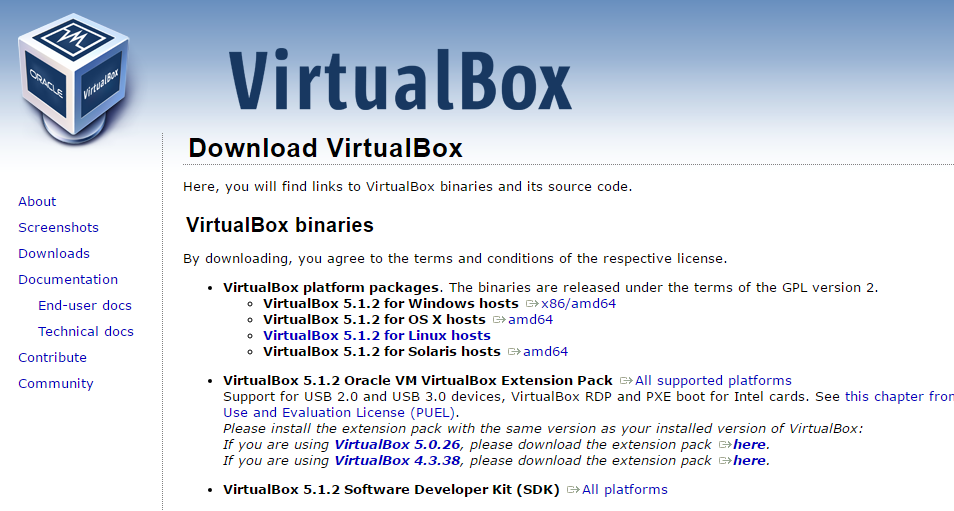 ORACLE
VirtualBox
VirtualBox
Download VirtualBox
Here, you will find links to VirtualBox binaries and its source code.
About
Screenshots
Downloads
Documentation
End-user docs
Technical docs
Contribute
Community
VirtualBox binaries
By downloading, you agree to the terms and conditions of the respective license.
• VirtualBox platform packages. The binaries are released under the terms of the GPL version 2.
○ VirtualBox 5.1.2 for Windows hosts x86/amd64
○ VirtualBox 5.1.2 for OS X hosts amd64
○ VirtualBox 5.1.2 for Linux hosts
○ VirtualBox 5.1.2 for Solaris hosts amd64
• VirtualBox 5.1.2 Oracle VM VirtualBox Extension Pack All supported platforms
Support for USB 2.0 and USB 3.0 devices, VirtualBox RDP and PXE boot for Intel cards. See this chapter fro
Use and Evaluation License (PUEL).
Please install the extension pack with the same version as your installed version of VirtualBox:
If you are using VirtualBox 5.0.26, please download the extension pack here.
If you are using VirtualBox 4.3.38, please download the extension pack here.
• VirtualBox 5.1.2 Software Developer Kit (SDK) All platforms